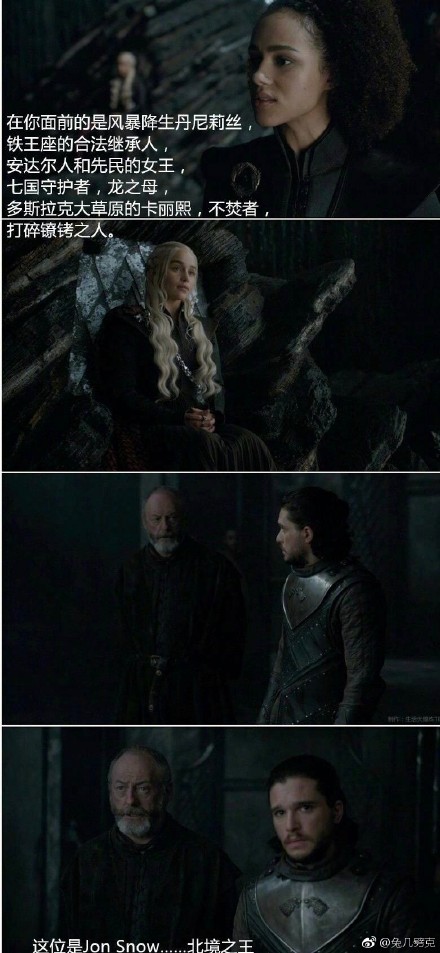 在你面前的是风暴降生丹尼莉丝，
铁王座的合法继承人，
安达尔人和先民的女王，
七国守护者，龙之母，
多斯拉克大草原的卡丽熙，不焚者，
打碎镣铐之人。
这位是Jon Snow……北境之王
@兔几劈克